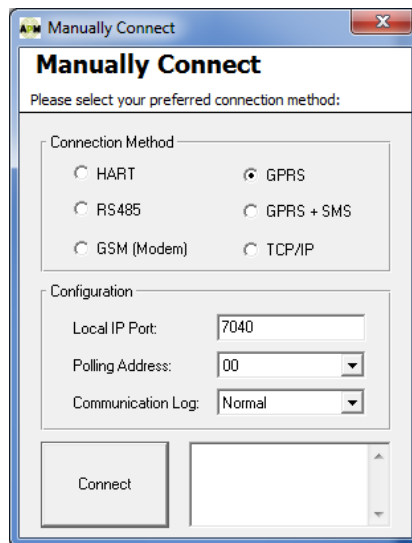 APM Manually Connect
Manually Connect
Please select your preferred connection method:
Connection Method
HART
GPRS
RS485
GPRS + SMS
GSM (Modem)
TCP/IP
Configuration
Local IP Port: 7040
Polling Address: 00
Communication Log: Normal
Connect